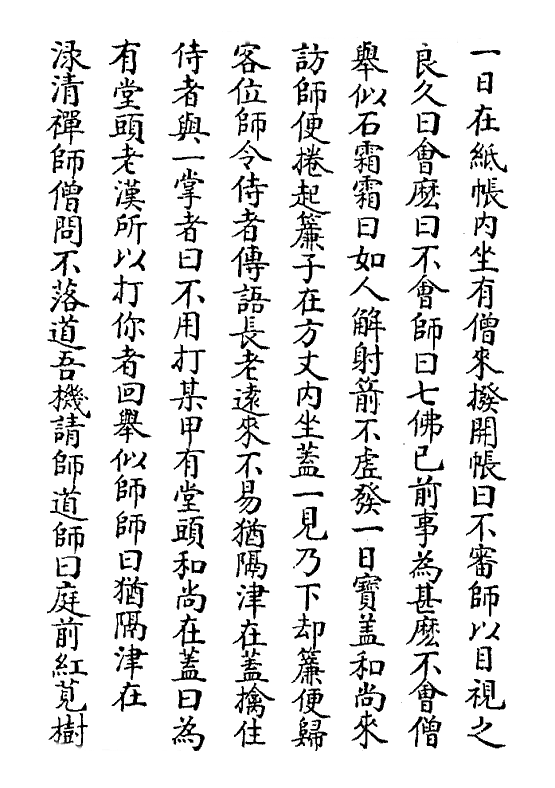 一日在紙帳内坐有僧來撥開帳曰不審師以目視之
良久曰會麽曰不會師曰七佛已前事為甚麽不會僧
舉似石霜霜曰如人解射箭不虛發一日寶蓋和尚來
訪師便捲起簾子在方丈内坐蓋一見乃下却簾便歸
客位師令侍者傳語長老遠來不易猶隔津在蓋擒住
侍者與一掌者曰不用打某甲有堂頭和尚在蓋曰為
有堂頭老漢所以打你者回舉似師師曰猶隔津在
渌清禪師僧問不落道吾機請師道師曰庭前紅莧樹